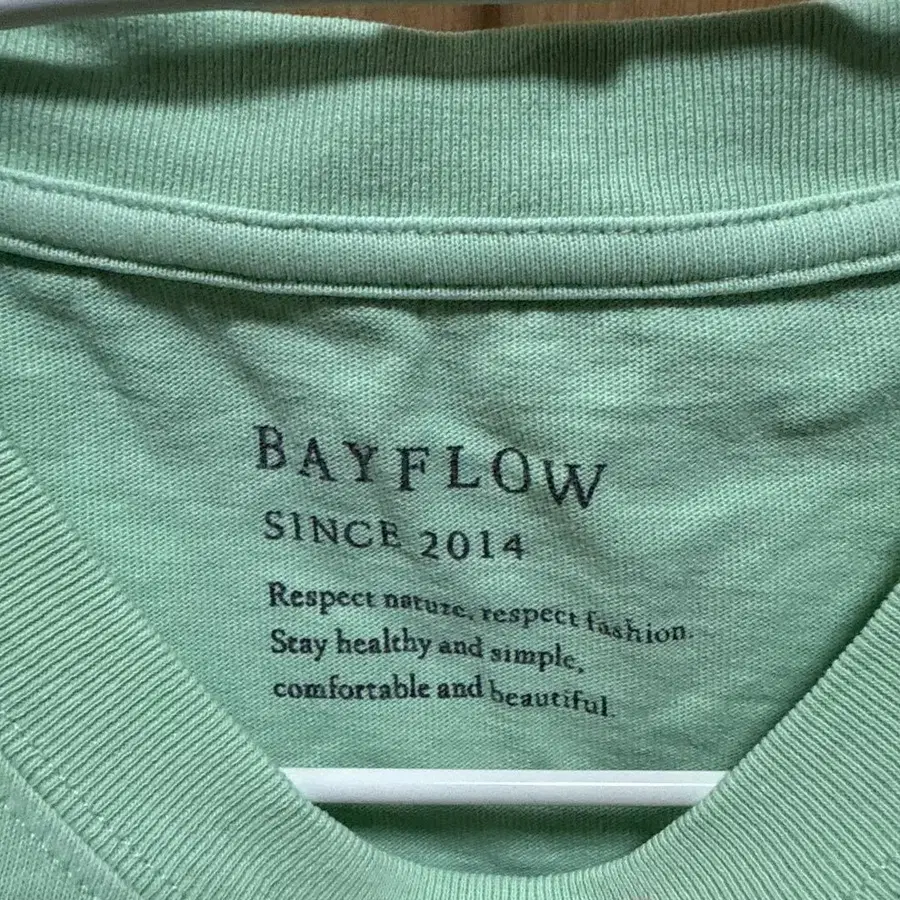 BAYFLOW
SINCE 2014
Respect nature, respect fashion.
Stay healthy and simple,
comfortable and beautiful.